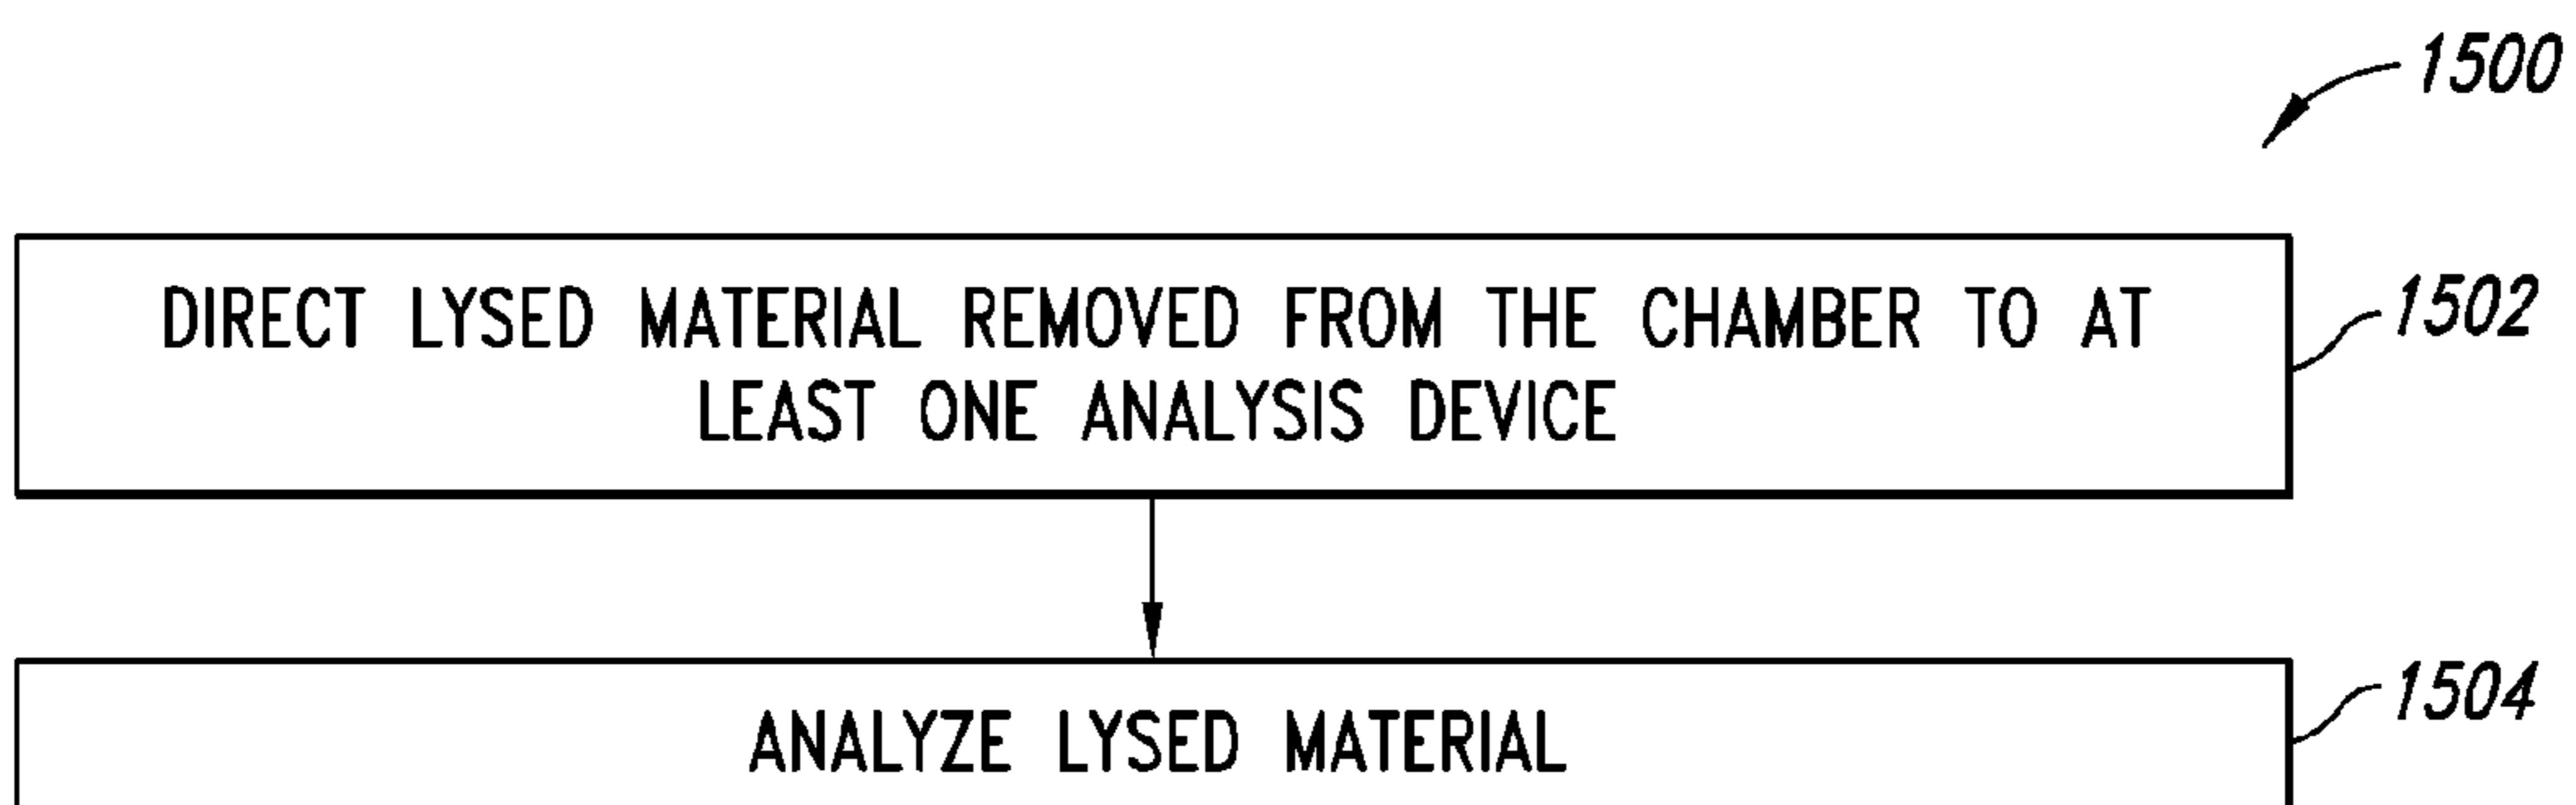 1500
DIRECT LYSED MATERIAL REMOVED FROM THE CHAMBER TO AT
LEAST ONE ANALYSIS DEVICE
1502
ANALYZE LYSED MATERIAL
1504